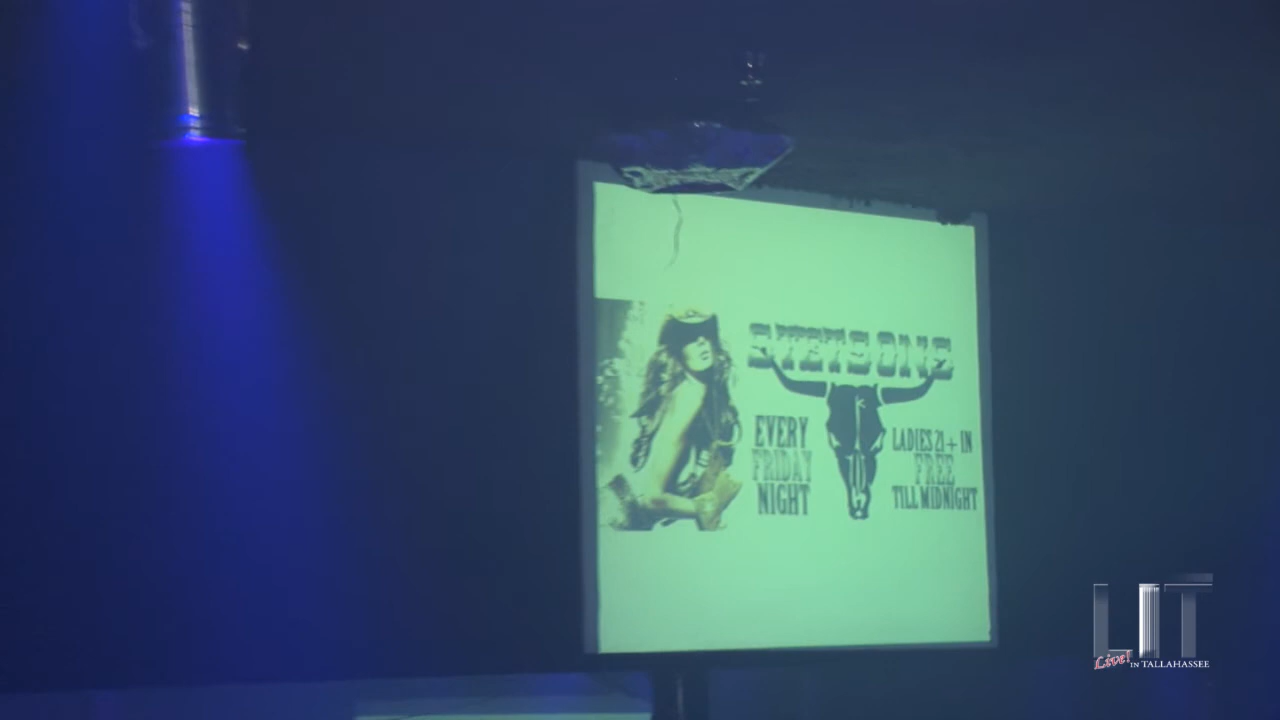 STETSONS
EVERY
FRIDAY
NIGHT
LADIES 21+ IN
FREE
TILL MIDNIGHT
LIT
Live! IN TALLAHASSEE